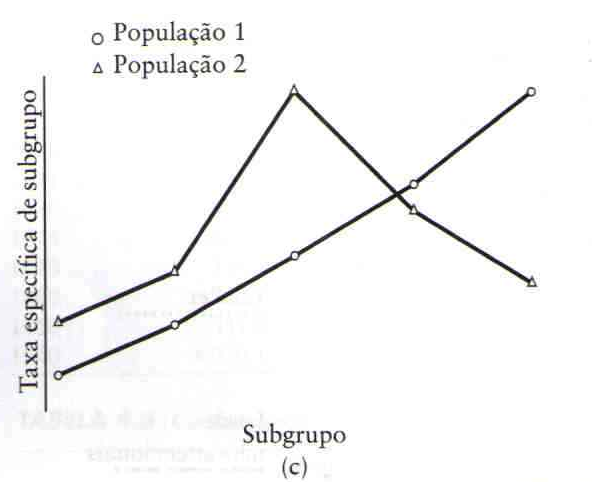 População 1
População 2
Taxa específica de subgrupo
Subgrupo
(c)